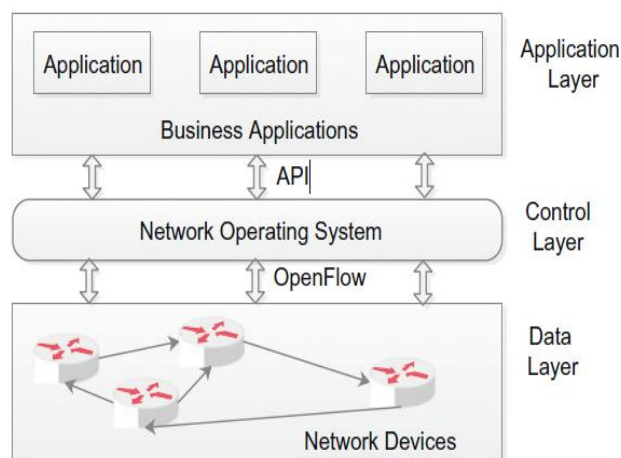 Application
Application
Application
Application
Layer
Business Applications
API
Network Operating System
Control
Layer
OpenFlow
Data
Layer
Network Devices